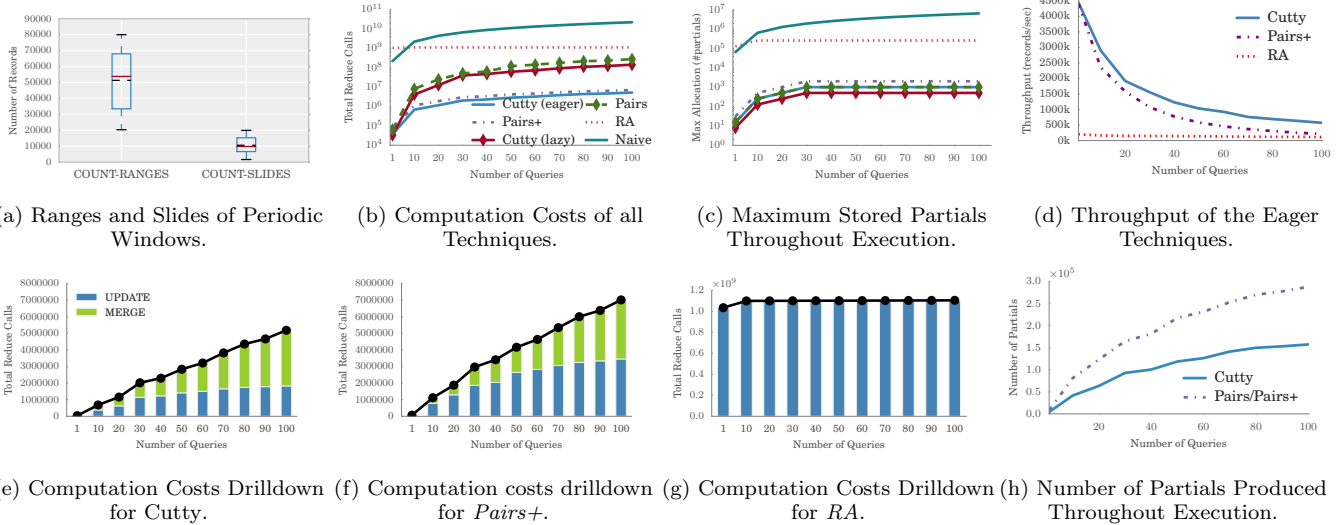 90000
80000
70000
60000
50000
40000
30000
20000
10000
0
Number of Records
COUNT-RANGES COUNT-SLIDES
a) Ranges and Slides of Periodic
Windows.
10^11
10^10
10^9
10^8
10^7
10^6
10^5
10^4
Total Reduce Calls
Cutty (eager)
Pairs+
Cutty (lazy)
Pairs
RA
Naive
1 10 20 30 40 50 60 70 80 90 100
Number of Queries
(b) Computation Costs of all
Techniques.
10^7
10^6
10^5
10^4
10^3
10^2
10^1
10^0
Max Allocation (#partials)
1 10 20 30 40 50 60 70 80 90 100
Number of Queries
(c) Maximum Stored Partials
Throughout Execution.
4500k
4000k
3500k
3000k
2500k
2000k
1500k
1000k
500k
0k
Throughput (records/sec)
Cutty
Pairs+
RA
20 40 60 80 100
Number of Queries
(d) Throughput of the Eager
Techniques.
8000000
7000000
6000000
5000000
4000000
3000000
2000000
1000000
0
Total Reduce Calls
UPDATE
MERGE
1 10 20 30 40 50 60 70 80 90 100
Number of Queries
e) Computation Costs Drilldown
for Cutty.
8000000
7000000
6000000
5000000
4000000
3000000
2000000
1000000
0
Total Reduce Calls
1 10 20 30 40 50 60 70 80 90 100
Number of Queries
(f) Computation costs drilldown
for Pairs+.
×10^9
1.2
1.0
0.8
0.6
0.4
0.2
0.0
Total Reduce Calls
1 10 20 30 40 50 60 70 80 90 100
Number of Queries
(g) Computation Costs Drilldown
for RA.
×10^5
3.0
2.5
2.0
1.5
1.0
0.5
0.0
Number of Partials
Cutty
Pairs/Pairs+
20 40 60 80 100
Number of Queries
(h) Number of Partials Produced
Throughout Execution.